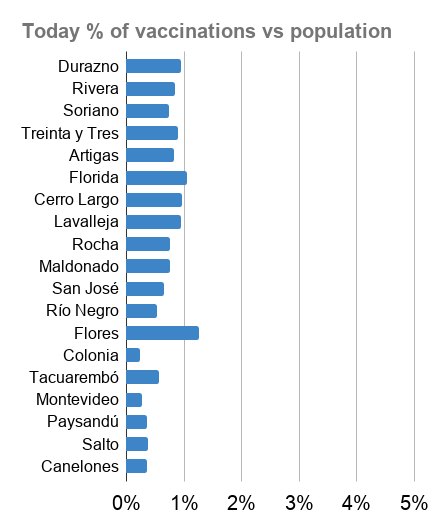 Today % of vaccinations vs population
Durazno
Rivera
Soriano
Treinta y Tres
Artigas
Florida
Cerro Largo
Lavalleja
Rocha
Maldonado
San José
Río Negro
Flores
Colonia
Tacuarembó
Montevideo
Paysandú
Salto
Canelones
0% 1% 2% 3% 4% 5%